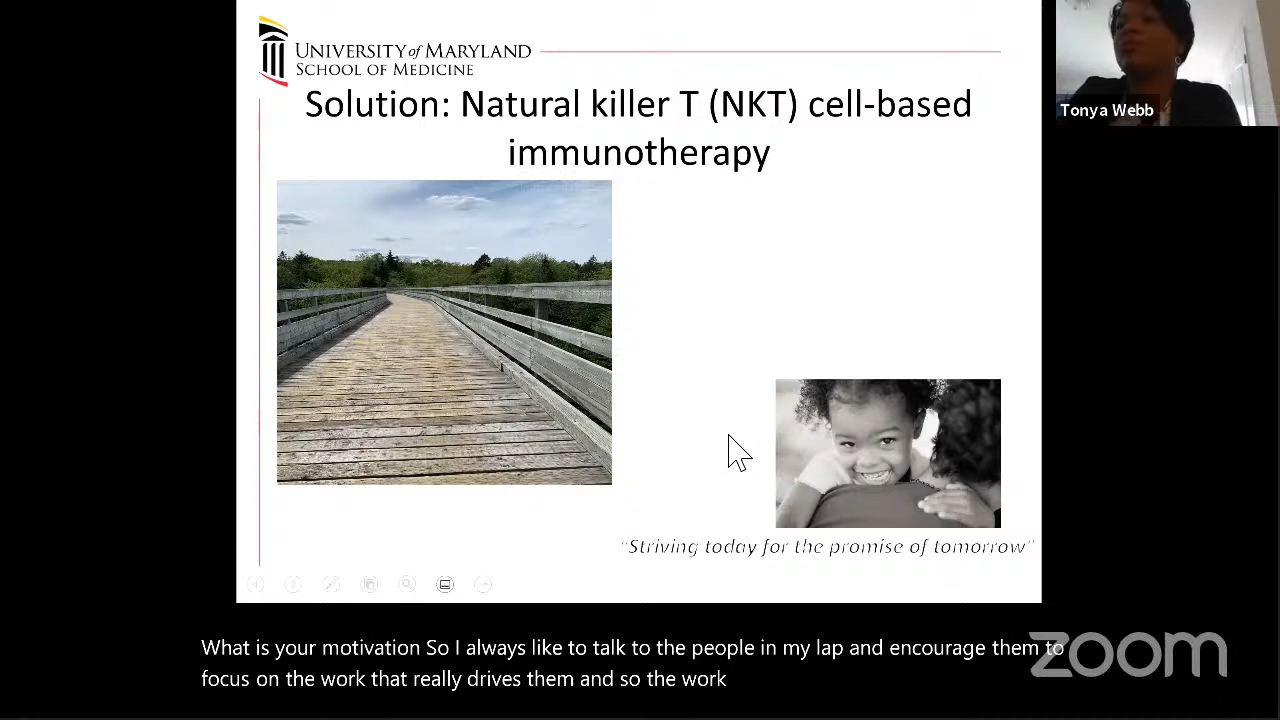 UNIVERSITY of MARYLAND
SCHOOL OF MEDICINE
Solution: Natural killer T (NKT) cell-based
immunotherapy
Tonya Webb
“Striving today for the promise of tomorrow”
What is your motivation So I always like to talk to the people in my lap and encourage them to
focus on the work that really drives them and so the work
zoom